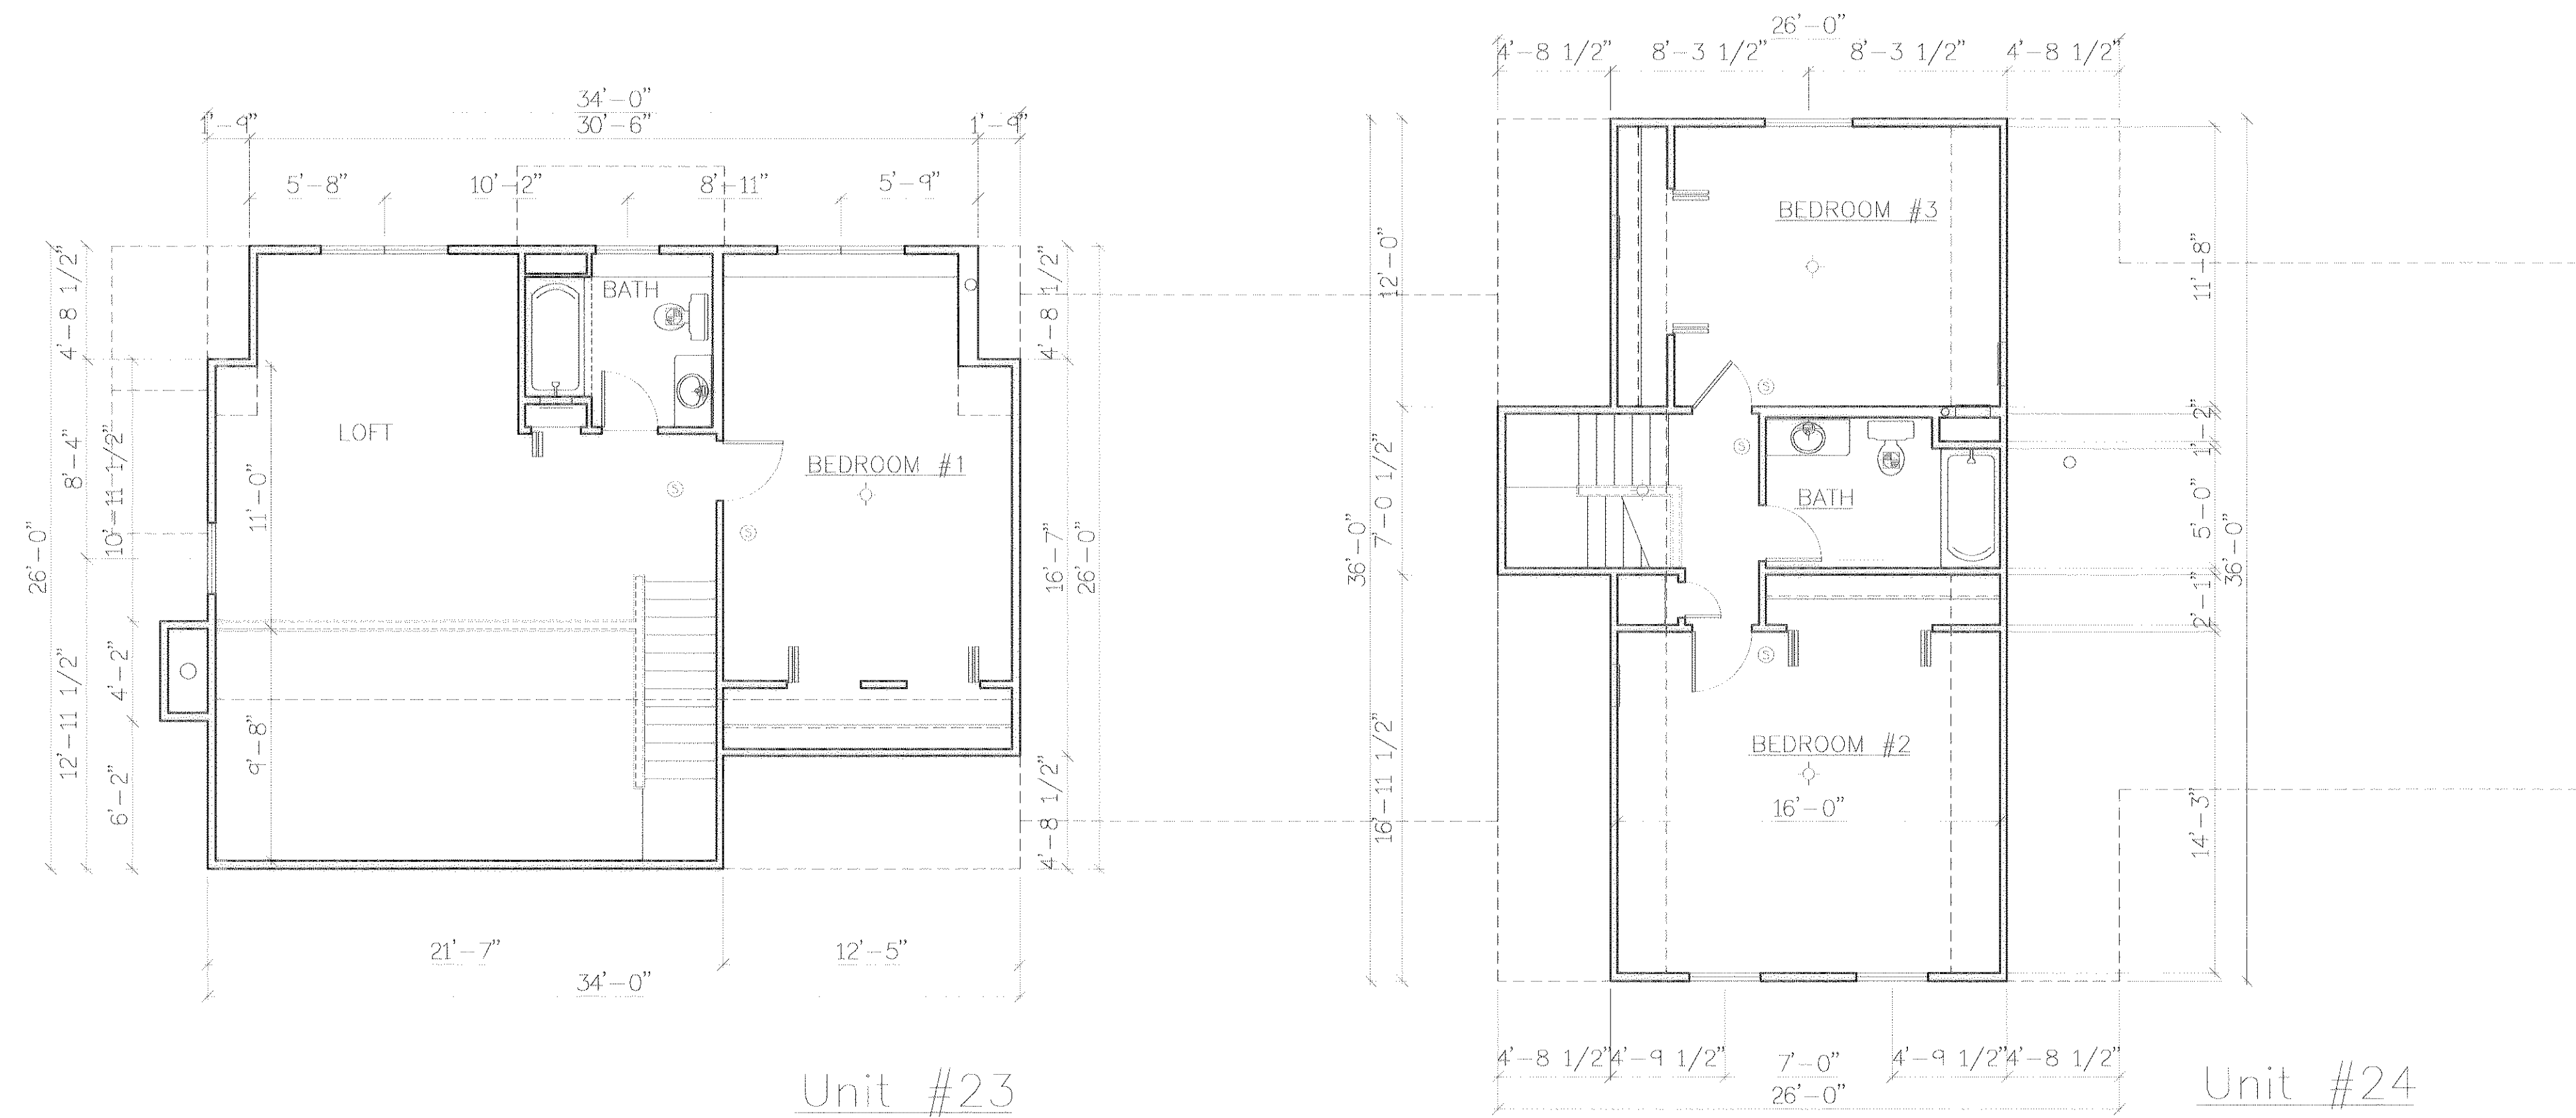 34'-0"
1'-9" 30'-6" 1'-9"
5'-8" 10'-2" 8'-11" 5'-9"
BATH
LOFT
BEDROOM #1
S
S
26'-0"
4'-8 1/2"
8'-4"
12'-11 1/2"
10'-11 1/2"
4'-2"
6'-2"
11'-0"
9'-8"
4'-8 1/2"
16'-7"
4'-8 1/2"
26'-0"
21'-7" 12'-5"
34'-0"
Unit #23
26'-0"
4'-8 1/2" 8'-3 1/2" 8'-3 1/2" 4'-8 1/2"
BEDROOM #3
S
S
BATH
S
BEDROOM #2
16'-0"
36'-0"
12'-0"
7'-0 1/2"
16'-11 1/2"
11'-8"
1'-2"
5'-0"
2'-1"
14'-3"
36'-0"
4'-8 1/2" 4'-9 1/2" 7'-0" 4'-9 1/2" 4'-8 1/2"
26'-0"
Unit #24